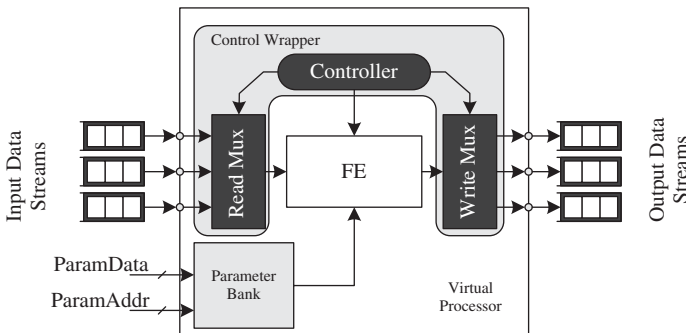 Control Wrapper
Controller
Input Data
Streams
Read Mux
FE
Write Mux
Output Data
Streams
ParamData
ParamAddr
Parameter
Bank
Virtual
Processor